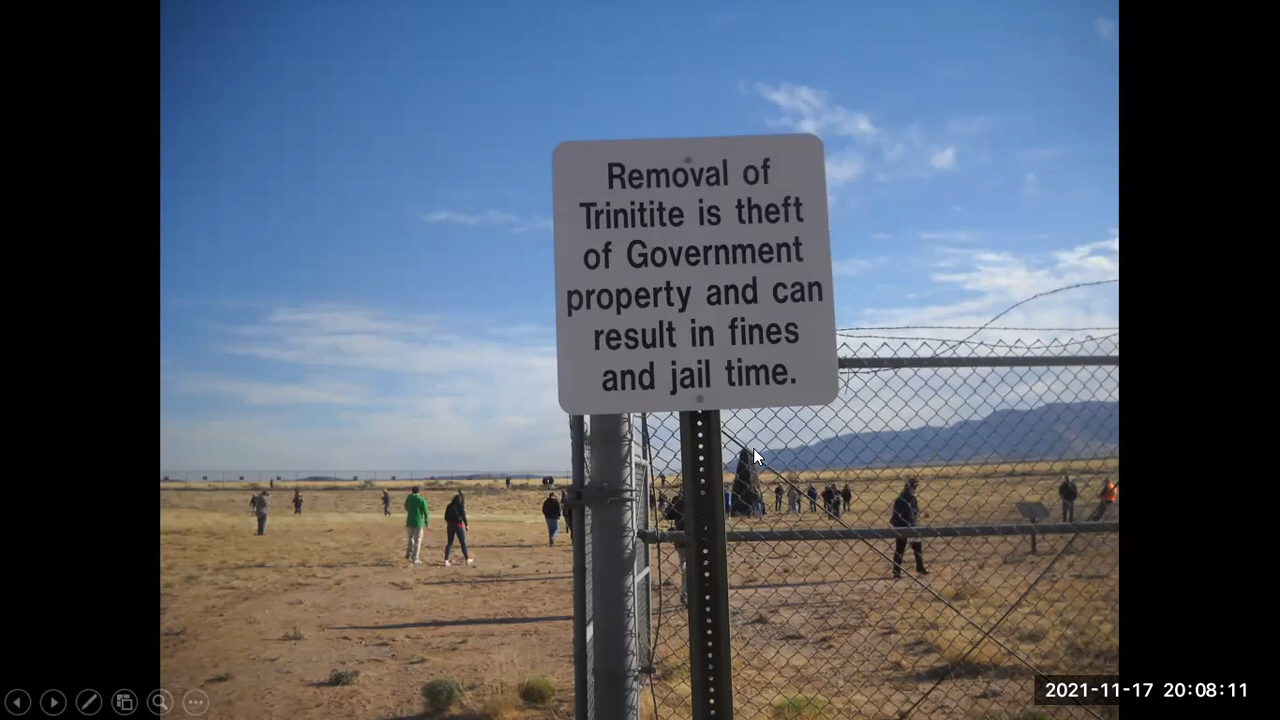 Removal of
Trinitite is theft
of Government
property and can
result in fines
and jail time.
2021-11-17 20:08:11